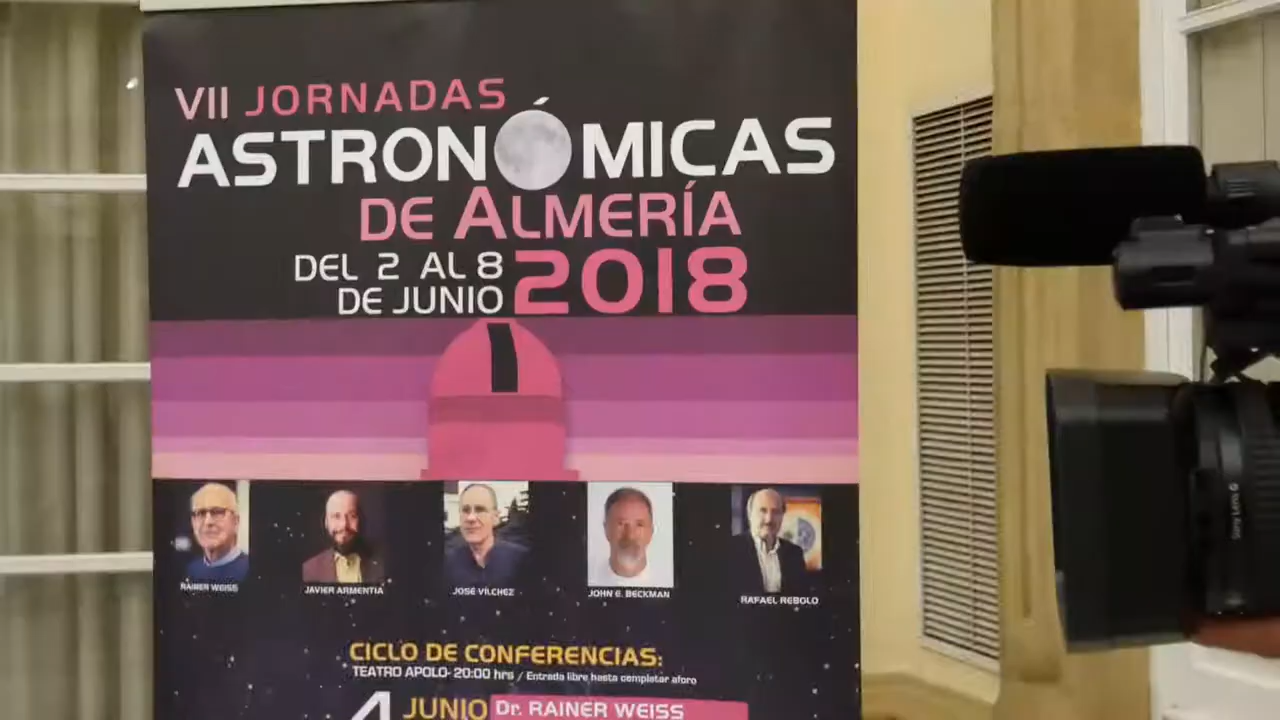 VII JORNADAS
ASTRONÓMICAS
DE ALMERÍA
DEL 2 AL 8
DE JUNIO 2018
RAINER WEISS
JAVIER ARMENTIA
JOSÉ VÍLCHEZ
JOHN E. BECKMAN
RAFAEL REBOLO
CICLO DE CONFERENCIAS:
TEATRO APOLO- 20:00 hrs / Entrada libre hasta completar aforo
4 JUNIO Dr. RAINER WEISS
Sony Lens G